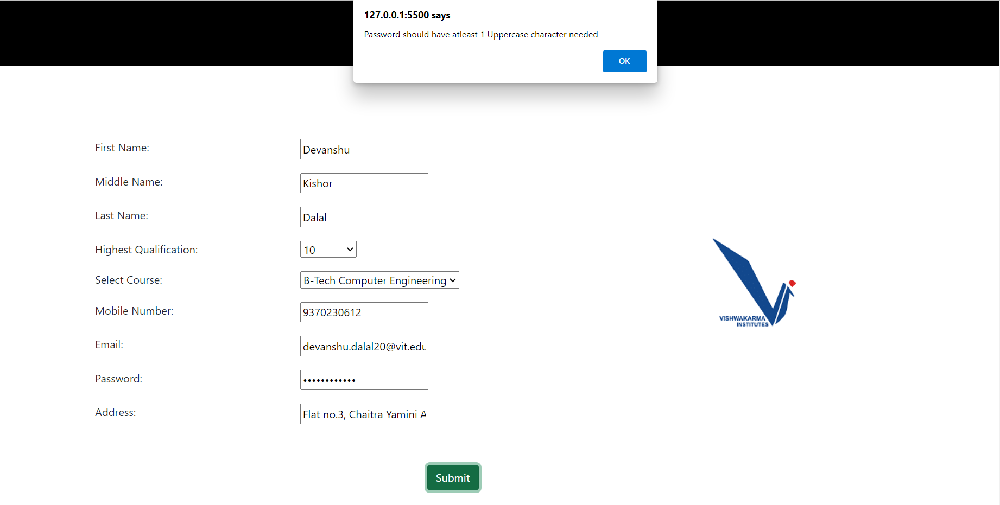 127.0.0.1:5500 says
Password should have atleast 1 Uppercase character needed
OK
First Name: Devanshu
Middle Name: Kishor
Last Name: Dalal
Highest Qualification: 10
Select Course: B-Tech Computer Engineering
Mobile Number: 9370230612
Email: devanshu.dalal20@vit.edu
Password: ••••••••••••
Address: Flat no.3, Chaitra Yamini A
VISHWAKARMA
INSTITUTES
Submit